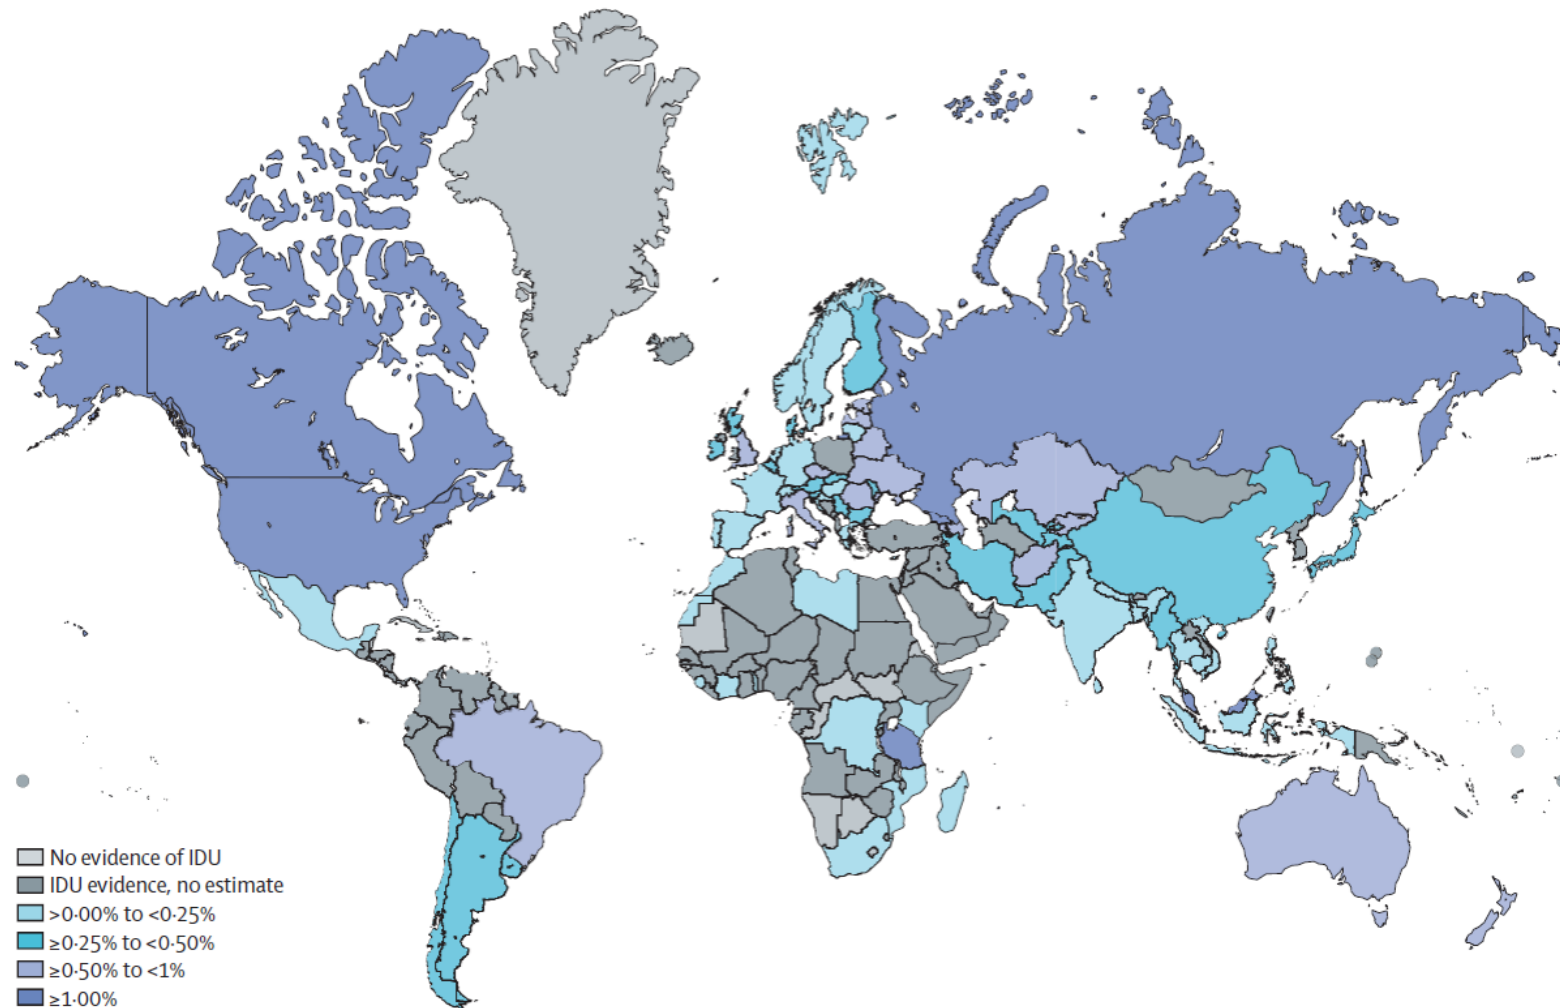 No evidence of IDU
IDU evidence, no estimate
>0·00% to <0·25%
≥0·25% to <0·50%
≥0·50% to <1%
≥1·00%